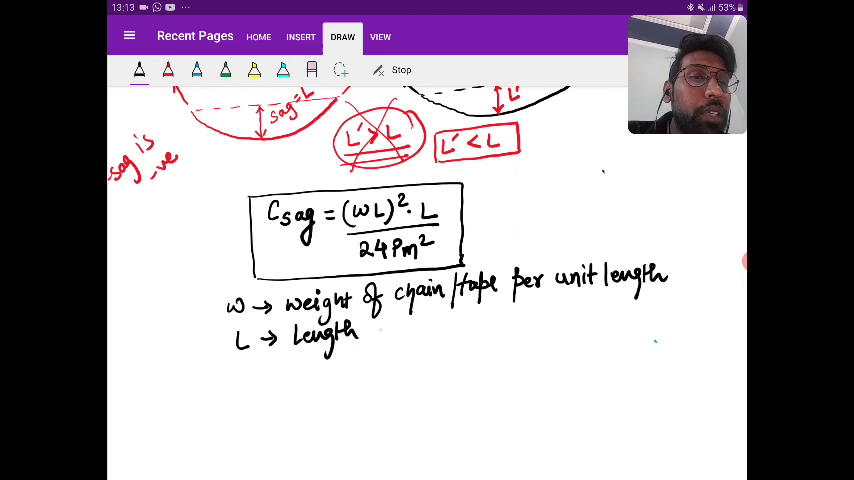 13:13
53%
Recent Pages HOME INSERT DRAW VIEW
Stop
sag=L
L'
L' > L
L' < L
sag is
-ve
Csag = (wL)²· L
24Pm²
w → weight of chain/tape per unit length
L → Length